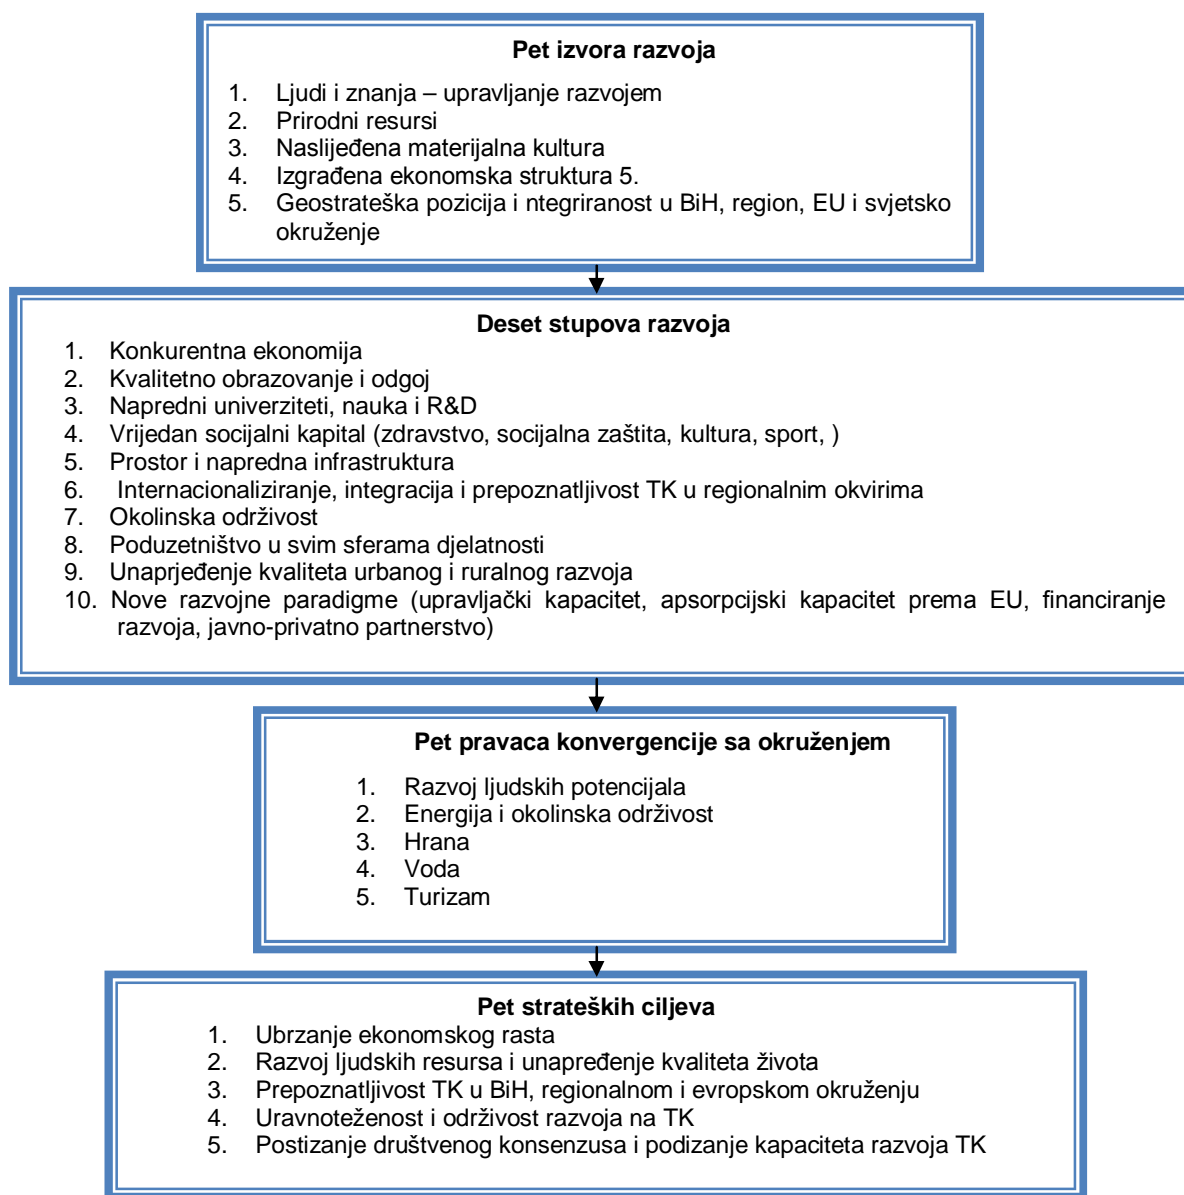 Pet izvora razvoja
1. Ljudi i znanja – upravljanje razvojem
2. Prirodni resursi
3. Naslijeđena materijalna kultura
4. Izgrađena ekonomska struktura 5.
5. Geostrateška pozicija i ntegriranost u BiH, region, EU i svjetsko
okruženje
Deset stupova razvoja
1. Konkurentna ekonomija
2. Kvalitetno obrazovanje i odgoj
3. Napredni univerziteti, nauka i R&D
4. Vrijedan socijalni kapital (zdravstvo, socijalna zaštita, kultura, sport, )
5. Prostor i napredna infrastruktura
6. Internacionaliziranje, integracija i prepoznatljivost TK u regionalnim okvirima
7. Okolinska održivost
8. Poduzetništvo u svim sferama djelatnosti
9. Unaprjeđenje kvaliteta urbanog i ruralnog razvoja
10. Nove razvojne paradigme (upravljački kapacitet, apsorpcijski kapacitet prema EU, financiranje
razvoja, javno-privatno partnerstvo)
Pet pravaca konvergencije sa okruženjem
1. Razvoj ljudskih potencijala
2. Energija i okolinska održivost
3. Hrana
4. Voda
5. Turizam
Pet strateških ciljeva
1. Ubrzanje ekonomskog rasta
2. Razvoj ljudskih resursa i unapređenje kvaliteta života
3. Prepoznatljivost TK u BiH, regionalnom i evropskom okruženju
4. Uravnoteženost i održivost razvoja na TK
5. Postizanje društvenog konsenzusa i podizanje kapaciteta razvoja TK